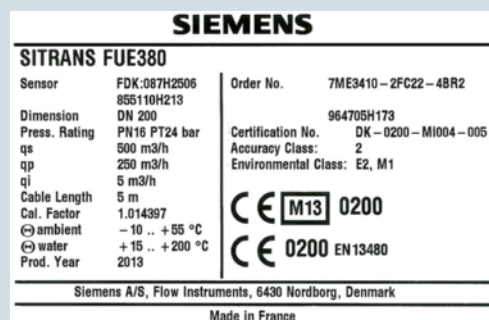 SIEMENS
SITRANS FUE380
Sensor FDK:087H2506
855110H213
Dimension DN 200
Press. Rating PN16 PT24 bar
qs 500 m3/h
qp 250 m3/h
qi 5 m3/h
Cable Length 5 m
Cal. Factor 1.014397
Θ ambient – 10 .. + 55 °C
Θ water + 15 .. + 200 °C
Prod. Year 2013
Order No. 7ME3410 – 2FC22 – 4BR2
964705H173
Certification No. DK – 0200 – MI004 – 005
Accuracy Class: 2
Environmental Class: E2, M1
CE M13 0200
CE 0200 EN 13480
Siemens A/S, Flow Instruments, 6430 Nordborg, Denmark
Made in France